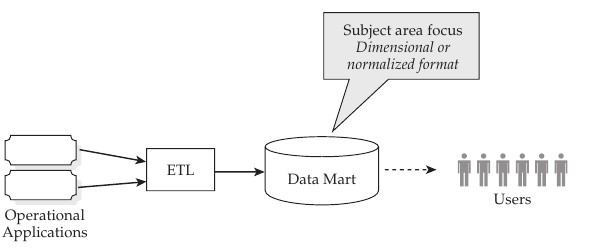 Subject area focus
Dimensional or
normalized format
ETL
Data Mart
Users
Operational
Applications